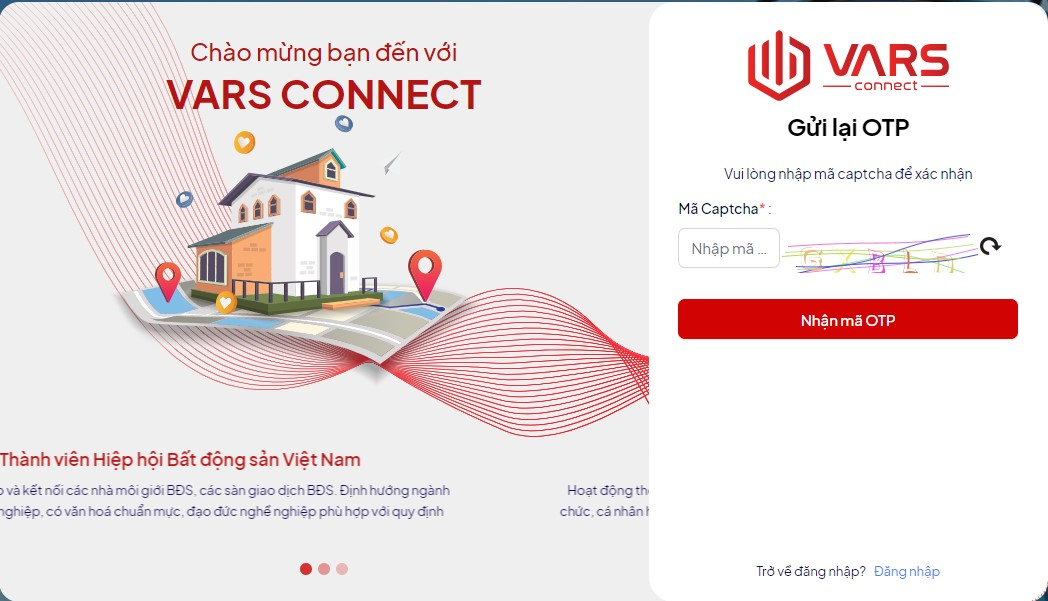 Chào mừng bạn đến với
VARS CONNECT
Thành viên Hiệp hội Bất động sản Việt Nam
và kết nối các nhà môi giới BĐS, các sàn giao dịch BĐS. Định hướng ngành
nghiệp, có văn hoá chuẩn mực, đạo đức nghề nghiệp phù hợp với quy định
Hoạt động
chức, cá nhân
VARS
connect
Gửi lại OTP
Vui lòng nhập mã captcha để xác nhận
Mã Captcha* :
Nhập mã ...
Nhận mã OTP
Trở về đăng nhập? Đăng nhập